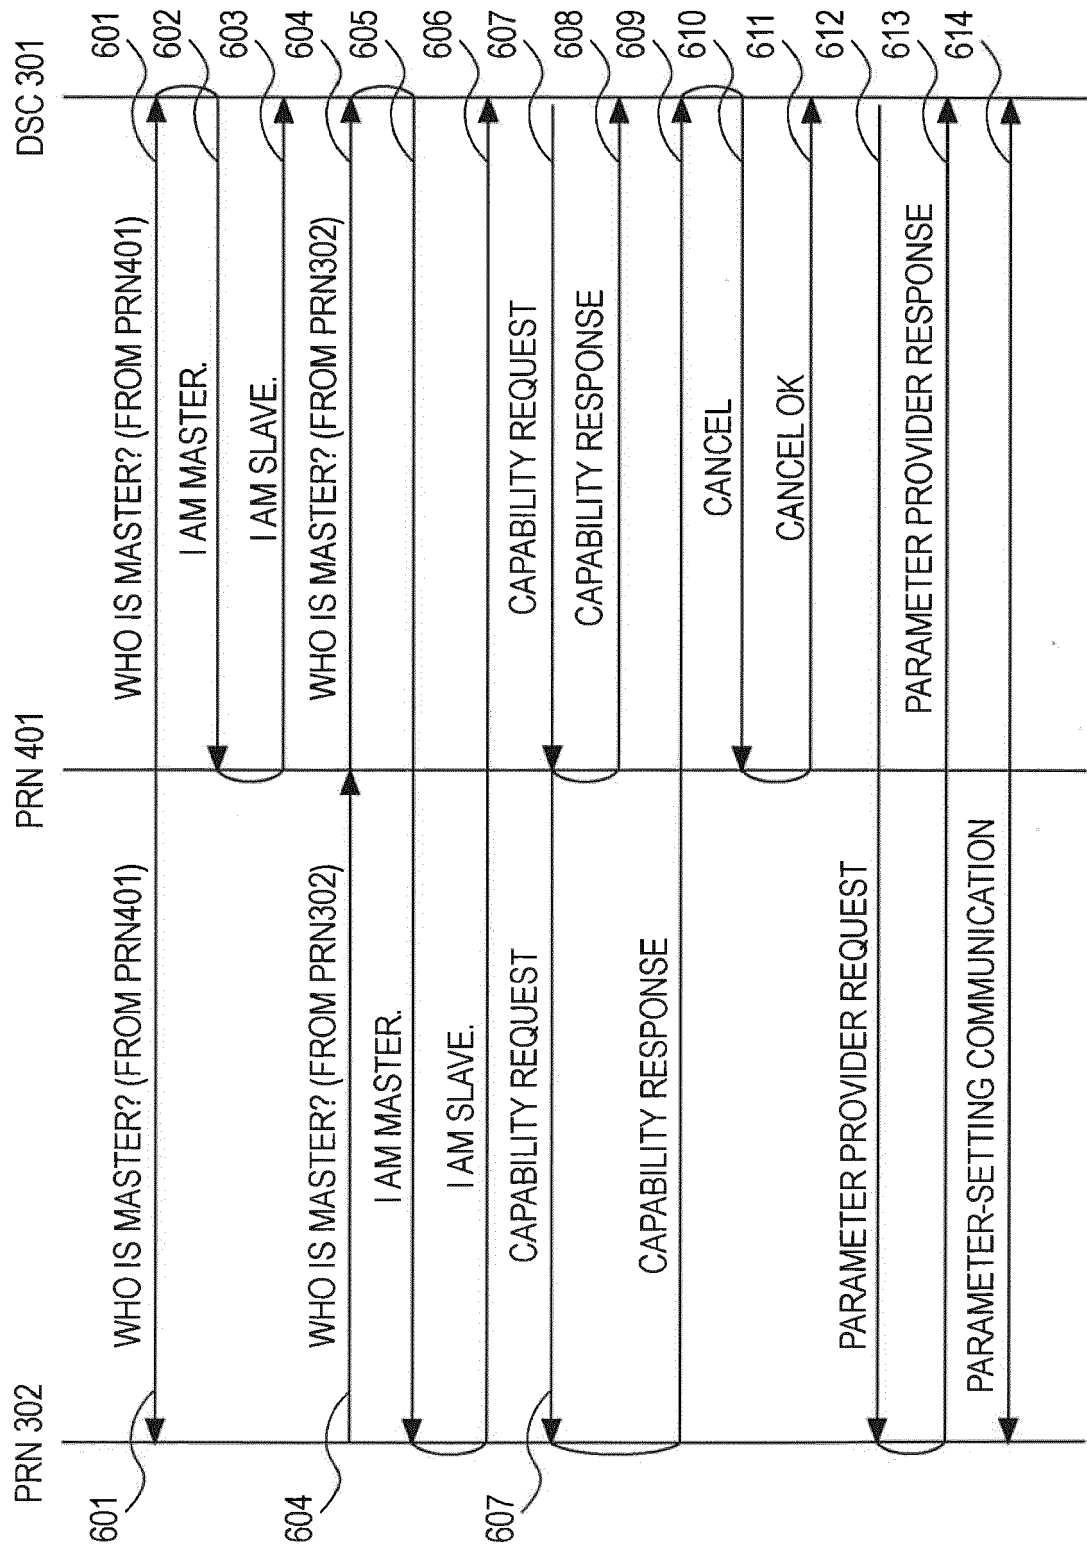 PRN 302
PRN 401
DSC 301
601
WHO IS MASTER? (FROM PRN401)
WHO IS MASTER? (FROM PRN401)
601
I AM MASTER.
602
I AM SLAVE.
603
604
WHO IS MASTER? (FROM PRN302)
WHO IS MASTER? (FROM PRN302)
604
I AM MASTER.
605
I AM SLAVE.
606
607
CAPABILITY REQUEST
CAPABILITY REQUEST
607
CAPABILITY RESPONSE
608
CAPABILITY RESPONSE
609
CANCEL
610
CANCEL OK
611
PARAMETER PROVIDER REQUEST
612
PARAMETER PROVIDER RESPONSE
613
PARAMETER-SETTING COMMUNICATION
614